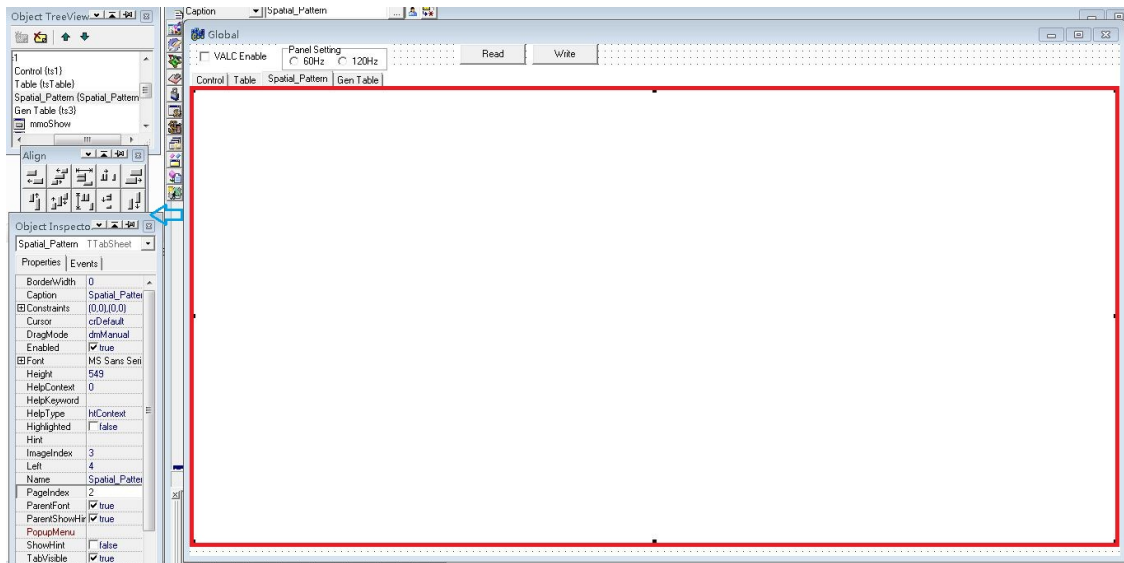 Object TreeView
Caption
Spatial_Pattern
...
Global
VALC Enable
Panel Setting
60Hz
120Hz
Read
Write
Control
Table
Spatial_Pattern
Gen Table
Control {ts1}
Table {tsTable}
Spatial_Pattern {Spatial_Pattern
Gen Table {ts3}
mmoShow
Align
Object Inspecto
Spatial_Pattern TTabSheet
Properties Events
BorderWidth 0
Caption Spatial_Patter
Constraints (0,0),(0,0)
Cursor crDefault
DragMode dmManual
Enabled true
Font MS Sans Seri
Height 549
HelpContext 0
HelpKeyword
HelpType htContext
Highlighted false
Hint
ImageIndex 3
Left 4
Name Spatial_Patter
PageIndex 2
ParentFont true
ParentShowHir true
PopupMenu
ShowHint false
TabVisible true